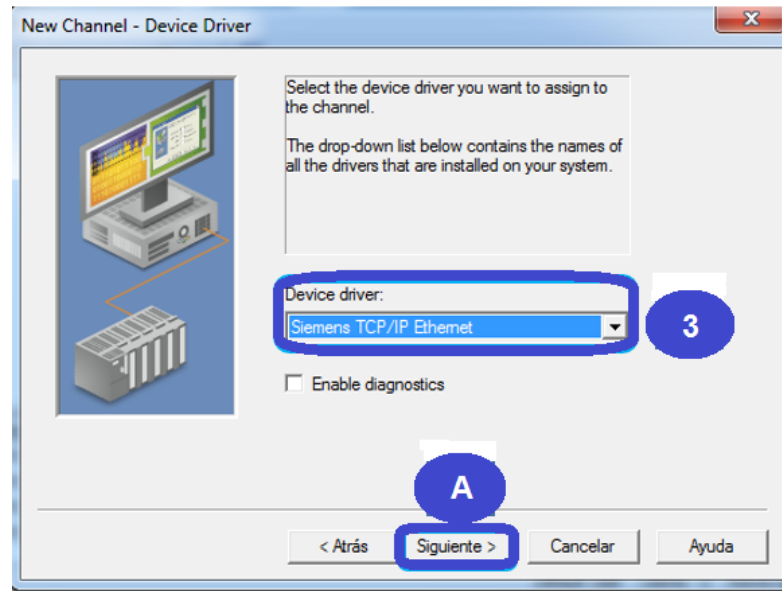 New Channel - Device Driver
Select the device driver you want to assign to
the channel.
The drop-down list below contains the names of
all the drivers that are installed on your system.
Device driver:
Siemens TCP/IP Ethernet
3
Enable diagnostics
A
< Atrás Siguiente > Cancelar Ayuda